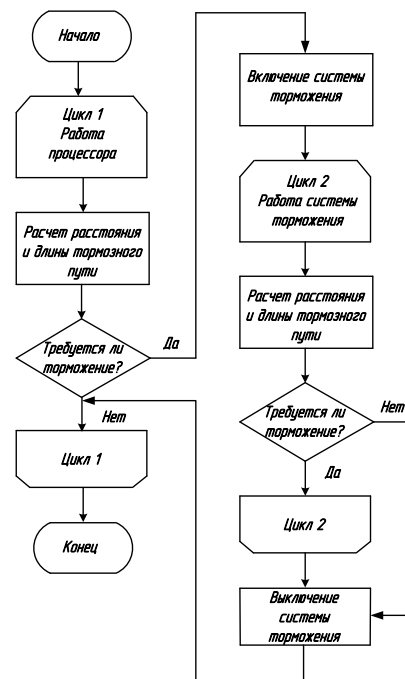 Начало
Цикл 1
Работа
процессора
Расчет расстояния
и длины тормозного
пути
Требуется ли
торможение?
Да
Нет
Цикл 1
Конец
Включение системы
торможения
Цикл 2
Работа системы
торможения
Расчет расстояния
и длины тормозного
пути
Требуется ли
торможение?
Нет
Да
Цикл 2
Выключение
системы
торможения